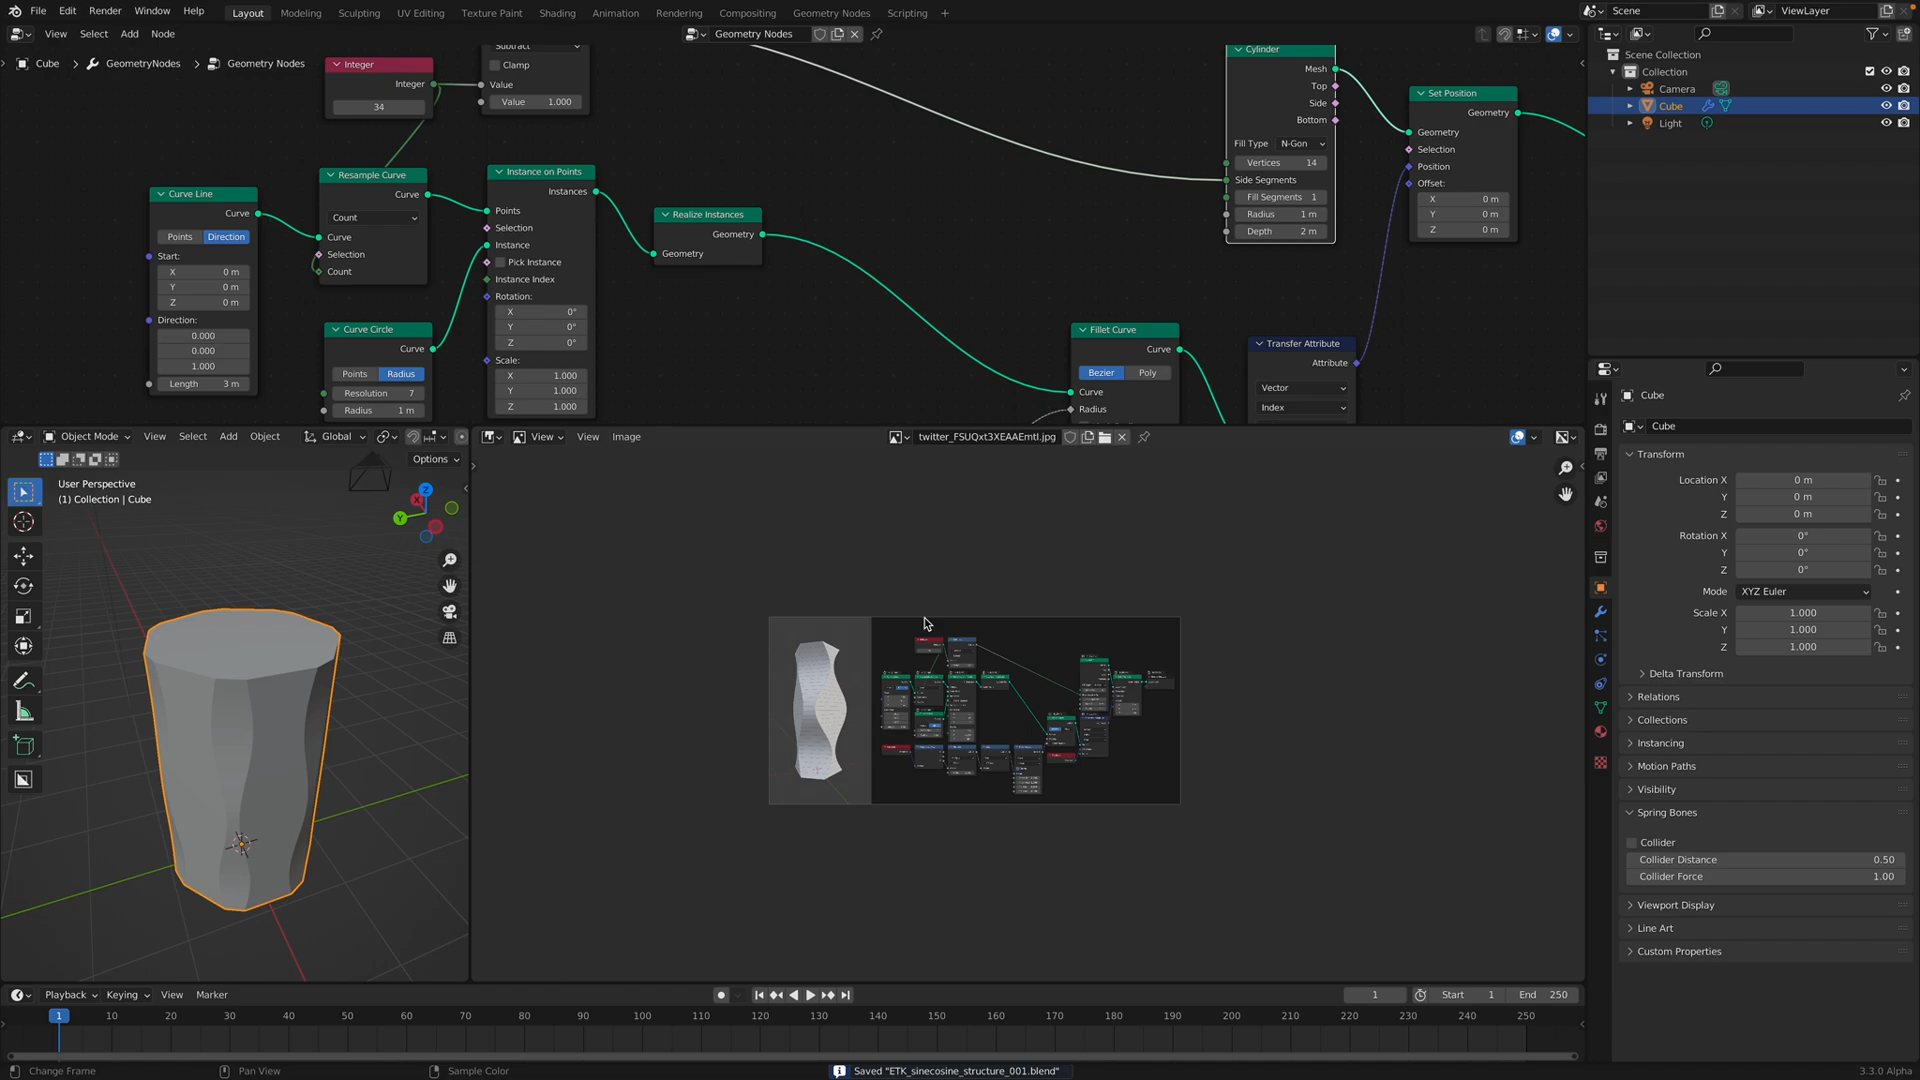 File Edit Render Window Help Layout Modeling Sculpting UV Editing Texture Paint Shading Animation Rendering Compositing Geometry Nodes Scripting + Scene ViewLayer
View Select Add Node Geometry Nodes
Cube GeometryNodes Geometry Nodes
Integer
Integer
34
Subtract
Clamp
Value
Value 1.000
Curve Line
Curve
Points Direction
Start:
X 0 m
Y 0 m
Z 0 m
Direction:
0.000
0.000
1.000
Length 3 m
Resample Curve
Curve
Count
Curve
Selection
Count
Curve Circle
Curve
Points Radius
Resolution 7
Radius 1 m
Instance on Points
Instances
Points
Selection
Instance
Pick Instance
Instance Index
Rotation:
X 0°
Y 0°
Z 0°
Scale:
X 1.000
Y 1.000
Z 1.000
Realize Instances
Geometry
Geometry
Fillet Curve
Curve
Bezier Poly
Curve
Radius
Cylinder
Mesh
Top
Side
Bottom
Fill Type N-Gon
Vertices 14
Side Segments
Fill Segments 1
Radius 1 m
Depth 2 m
Transfer Attribute
Attribute
Vector
Index
Set Position
Geometry
Geometry
Selection
Position
Offset:
X 0 m
Y 0 m
Z 0 m
Scene Collection
Collection
Camera
Cube
Light
Object Mode View Select Add Object Global
Options
User Perspective
(1) Collection | Cube
Z
X
Y
View View Image twitter_FSUQxt3XEAAEmtI.jpg
Cube
Cube
Transform
Location X 0 m
Y 0 m
Z 0 m
Rotation X 0°
Y 0°
Z 0°
Mode XYZ Euler
Scale X 1.000
Y 1.000
Z 1.000
Delta Transform
Relations
Collections
Instancing
Motion Paths
Visibility
Spring Bones
Collider
Collider Distance 0.50
Collider Force 1.00
Viewport Display
Line Art
Custom Properties
Playback Keying View Marker 1 Start 1 End 250
1 10 20 30 40 50 60 70 80 90 100 110 120 130 140 150 160 170 180 190 200 210 220 230 240 250
Change Frame Pan View Sample Color Saved "ETK_sinecosine_structure_001.blend" 3.3.0 Alpha